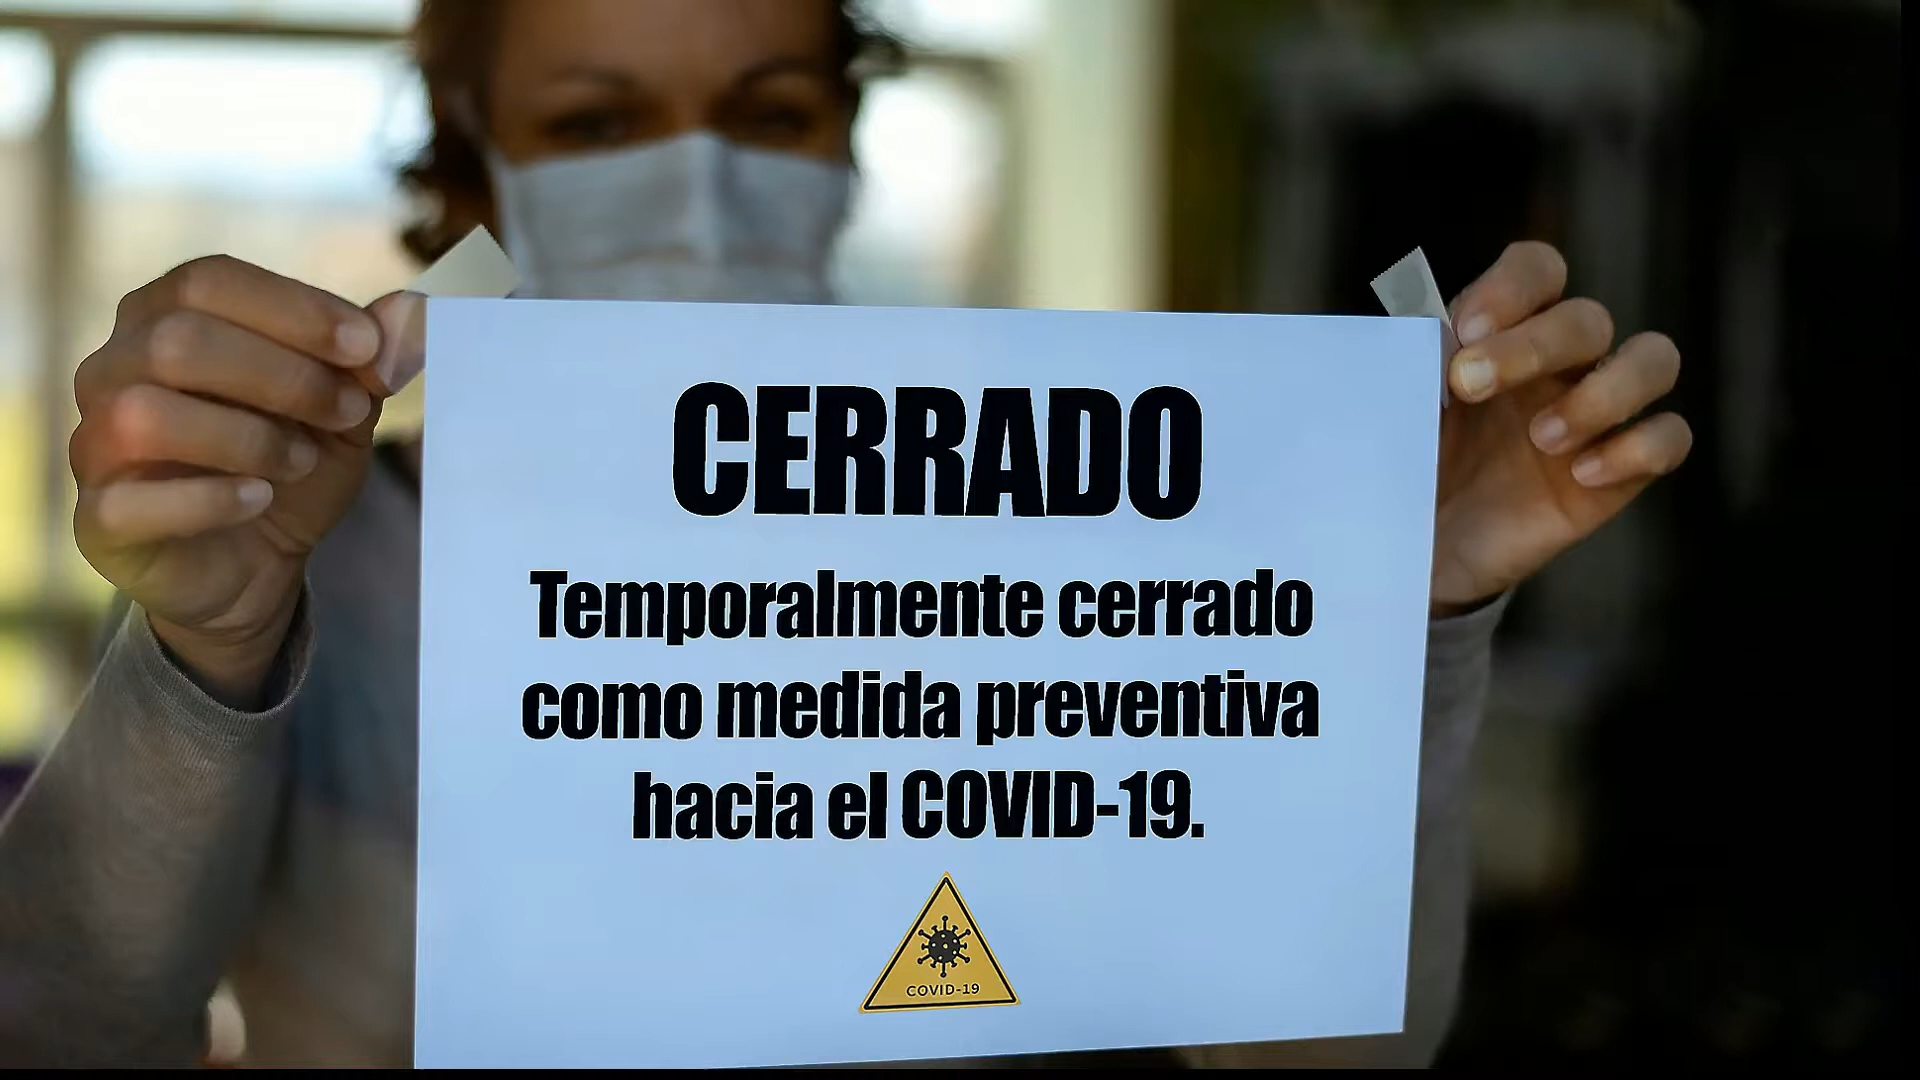 CERRADO
Temporalmente cerrado
como medida preventiva
hacia el COVID-19.
COVID-19